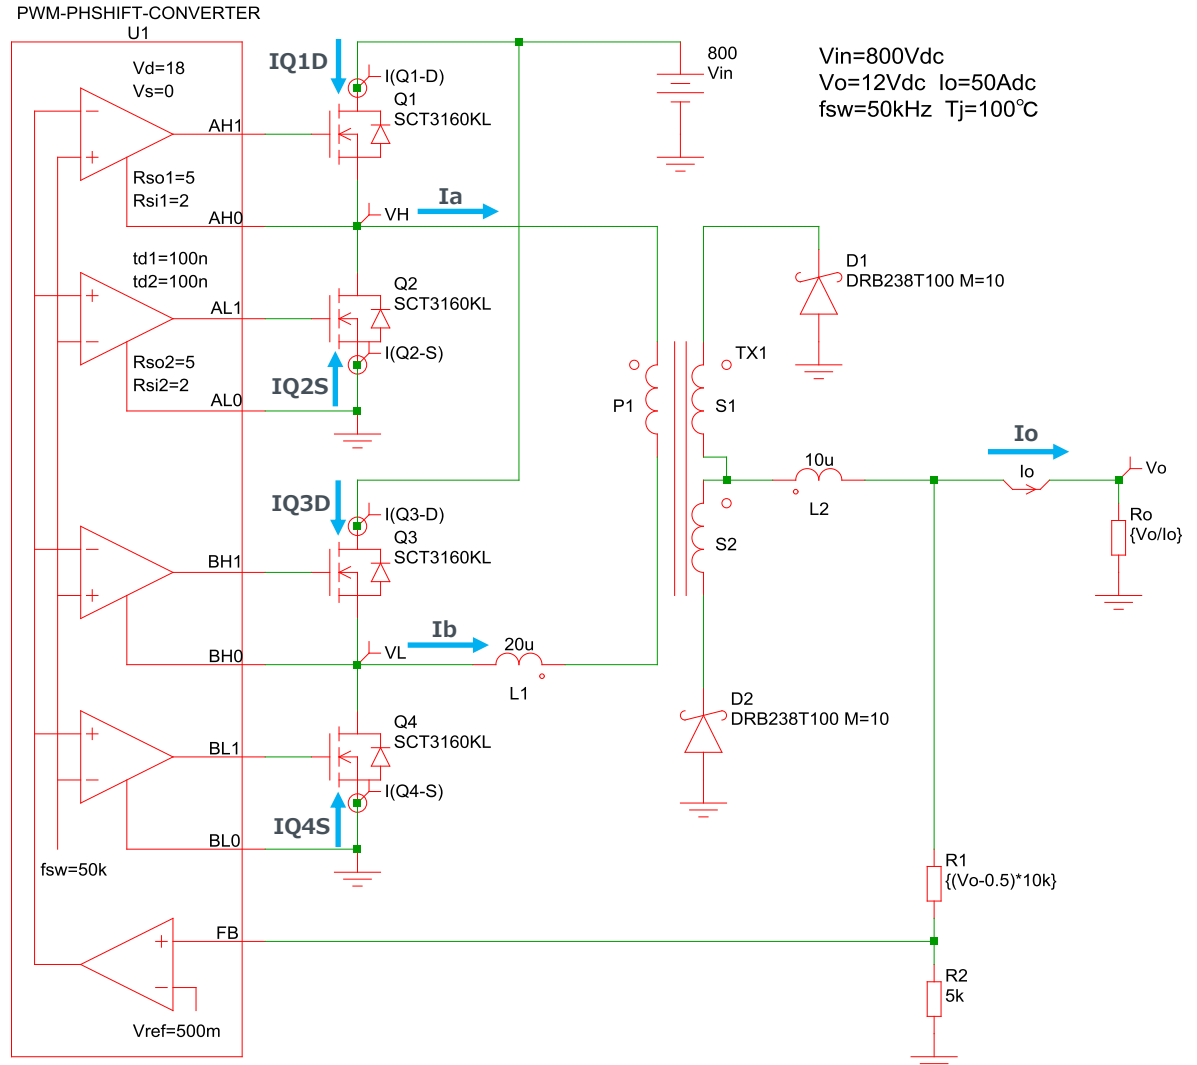 PWM-PHSHIFT-CONVERTER
U1
Vd=18
Vs=0
AH1
Rso1=5
Rsi1=2
AH0
td1=100n
td2=100n
AL1
Rso2=5
Rsi2=2
AL0
BH1
BH0
BL1
BL0
fsw=50k
FB
Vref=500m
IQ1D
I(Q1-D)
Q1
SCT3160KL
VH
Ia
Q2
SCT3160KL
I(Q2-S)
IQ2S
IQ3D
I(Q3-D)
Q3
SCT3160KL
VL
Ib
20u
L1
Q4
SCT3160KL
I(Q4-S)
IQ4S
800
Vin
Vin=800Vdc
Vo=12Vdc Io=50Adc
fsw=50kHz Tj=100℃
D1
DRB238T100 M=10
TX1
P1
S1
S2
10u
L2
D2
DRB238T100 M=10
Io
Io
Vo
Ro
{Vo/Io}
R1
{(Vo-0.5)*10k}
R2
5k